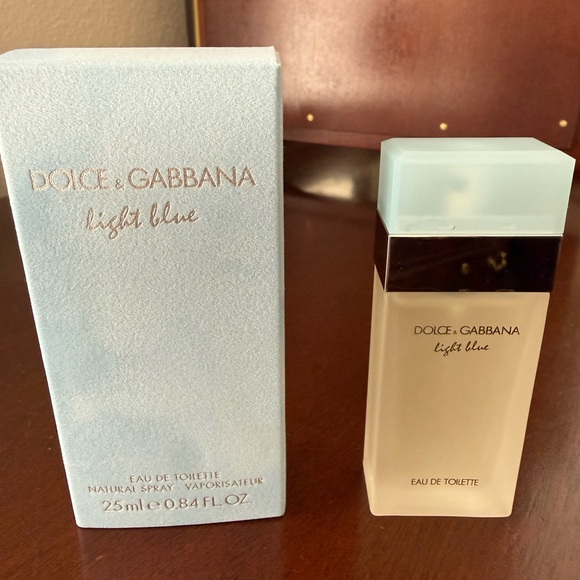 DOLCE & GABBANA
light blue
EAU DE TOILETTE
NATURAL SPRAY - VAPORISATEUR
25ml e 0.84 FL.OZ.
DOLCE & GABBANA
light blue
EAU DE TOILETTE